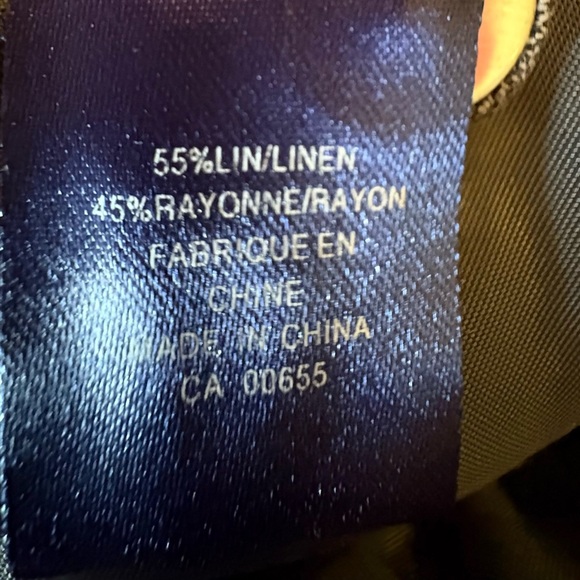 55%LIN/LINEN
45%RAYONNE/RAYON
FABRIQUE EN
CHINE
MADE IN CHINA
CA 00655